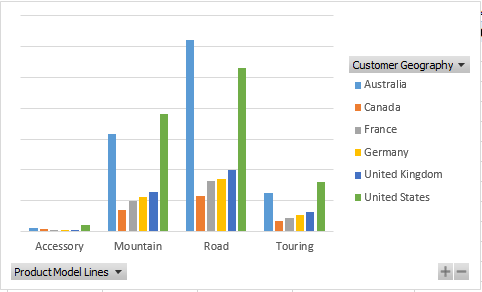 Customer Geography
Australia
Canada
France
Germany
United Kingdom
United States
Accessory Mountain Road Touring
Product Model Lines